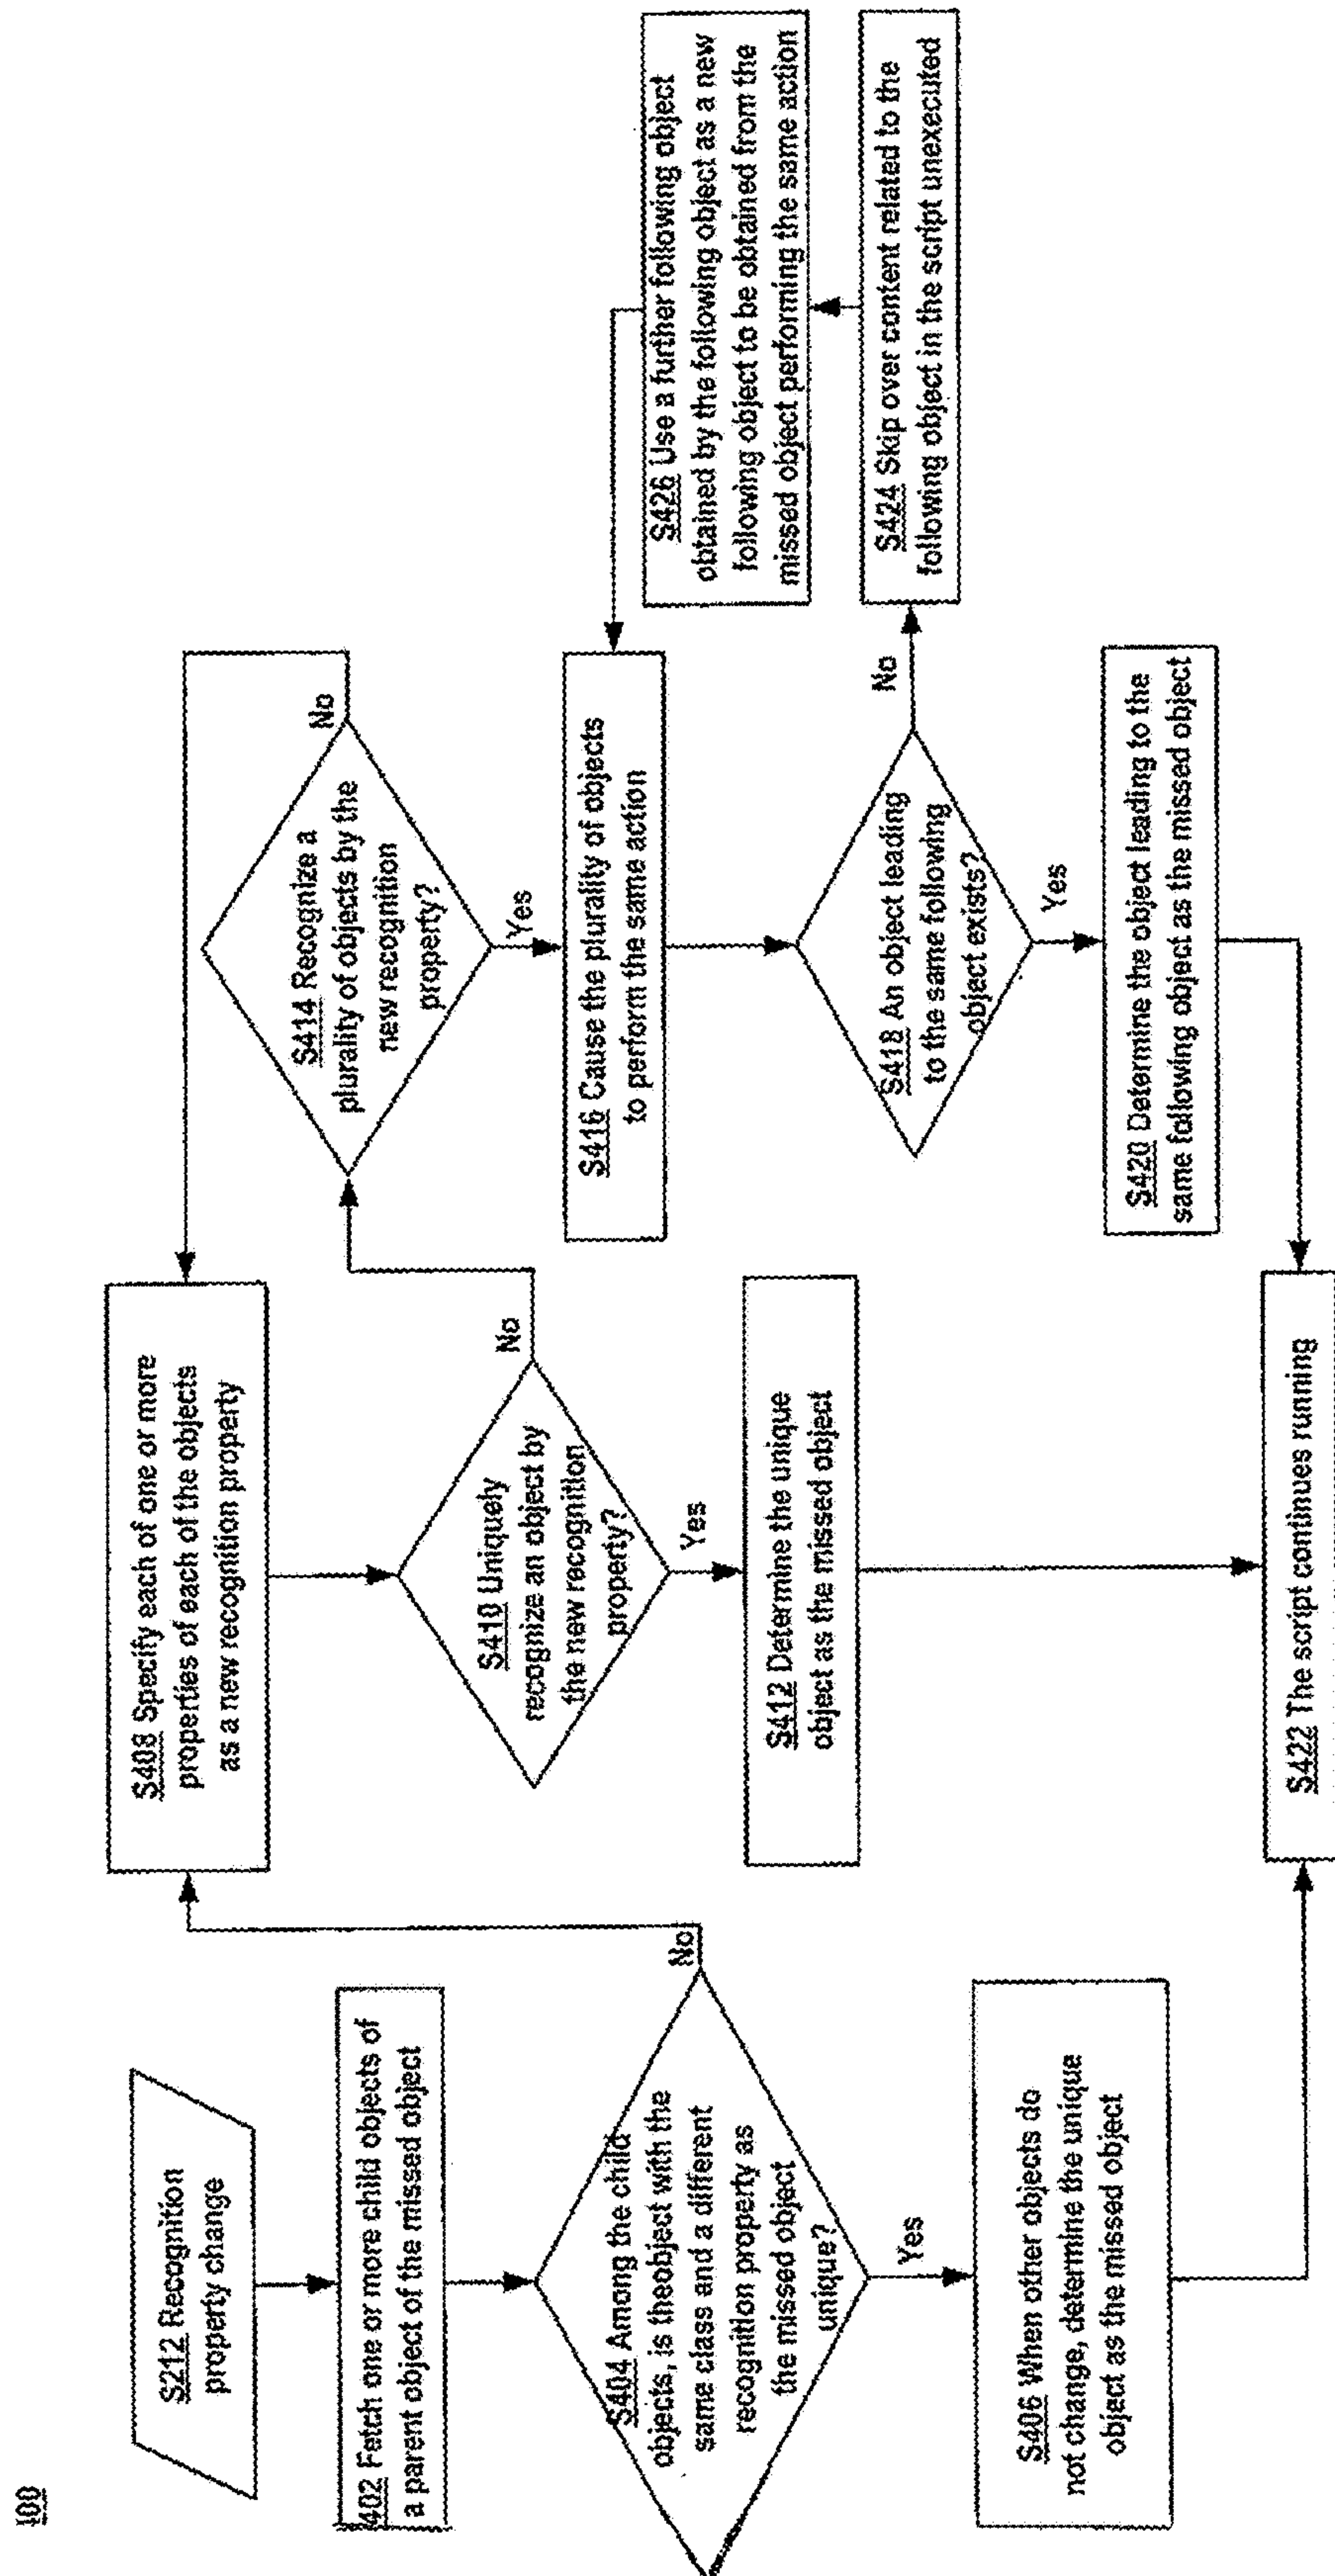 100
S212 Recognition
property change
402 Fetch one or more child objects of
a parent object of the missed object
S404 Among the child
objects, is theobject with the
same class and a different
recognition property as
the missed object
unique?
No
Yes
S406 When other objects do
not change, determine the unique
object as the missed object
S408 Specify each of one or more
properties of each of the objects
as a new recognition property
S410 Uniquely
recognize an object by
the new recognition
property?
No
Yes
S412 Determine the unique
object as the missed object
S414 Recognize a
plurality of objects by the
new recognition
property?
No
Yes
S416 Cause the plurality of objects
to perform the same action
S418 An object leading
to the same following
object exists?
No
Yes
S420 Determine the object leading to the
same following object as the missed object
S422 The script continues running
S426 Use a further following object
obtained by the following object as a new
following object to be obtained from the
missed object performing the same action
S424 Skip over content related to the
following object in the script unexecuted